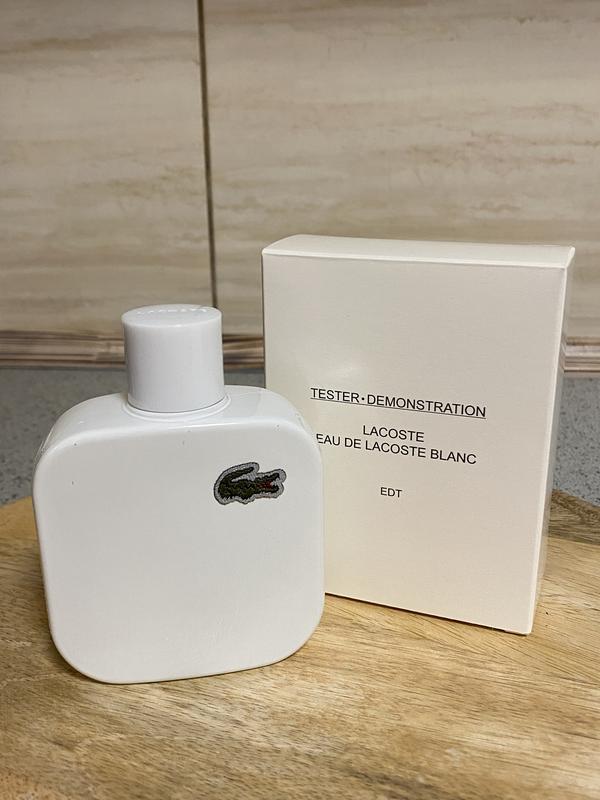 TESTER•DEMONSTRATION
LACOSTE
EAU DE LACOSTE BLANC
EDT